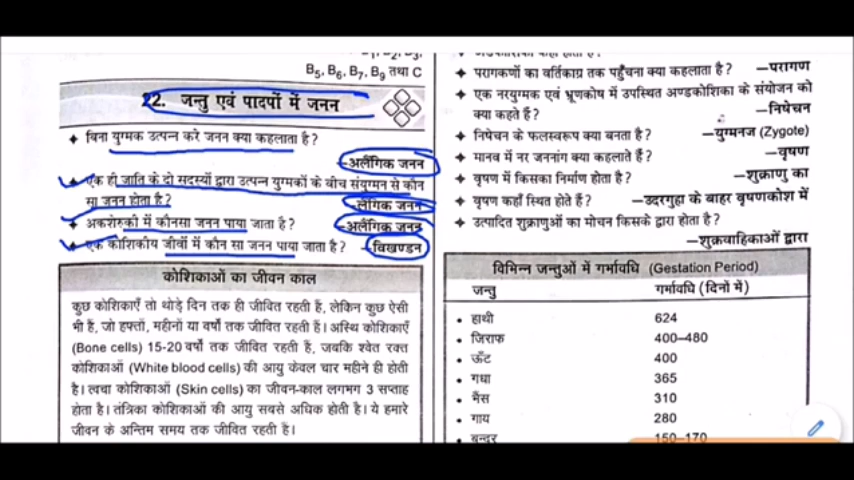 B₅, B₆, B₇, B₉ तथा C
22. जन्तु एवं पादपों में जनन
✦ बिना युग्मक उत्पन्न करे जनन क्या कहलाता है?
–अलैंगिक जनन
✦ एक ही जाति के दो सदस्यों द्वारा उत्पन्न युग्मकों के बीच संयुग्मन से कौन
सा जनन होता है?
–लैंगिक जनन
✦ अकशेरुकी में कौनसा जनन पाया जाता है?
–अलैंगिक जनन
✦ एक कोशिकीय जीवों में कौन सा जनन पाया जाता है? –विखण्डन
कोशिकाओं का जीवन काल
कुछ कोशिकाएँ तो थोड़े दिन तक ही जीवित रहती हैं, लेकिन कुछ ऐसी
भी हैं, जो हफ्तों, महीनों या वर्षों तक जीवित रहती हैं। अस्थि कोशिकाएँ
(Bone cells) 15-20 वर्षों तक जीवित रहती हैं, जबकि श्वेत रक्त
कोशिकाओं (White blood cells) की आयु केवल चार महीने ही होती
है। त्वचा कोशिकाओं (Skin cells) का जीवन-काल लगभग 3 सप्ताह
होता है। तंत्रिका कोशिकाओं की आयु सबसे अधिक होती है। ये हमारे
जीवन के अन्तिम समय तक जीवित रहती हैं।
✦ परागकणों का वर्तिकाग्र तक पहुँचना क्या कहलाता है? –परागण
✦ एक नरयुग्मक एवं भ्रूणकोष में उपस्थित अण्डकोशिका के संयोजन को
क्या कहते हैं? –निषेचन
✦ निषेचन के फलस्वरूप क्या बनता है? –युग्मनज (Zygote)
✦ मानव में नर जननांग क्या कहलाते हैं? –वृषण
✦ वृषण में किसका निर्माण होता है? –शुक्राणु का
✦ वृषण कहाँ स्थित होते हैं? –उदरगुहा के बाहर वृषणकोश में
✦ उत्पादित शुक्राणुओं का मोचन किसके द्वारा होता है?
–शुक्रवाहिकाओं द्वारा
विभिन्न जन्तुओं में गर्भावधि (Gestation Period)
जन्तु गर्भावधि (दिनों में)
• हाथी 624
• जिराफ 400–480
• ऊँट 400
• गधा 365
• भैंस 310
• गाय 280
• बन्दर 150–170